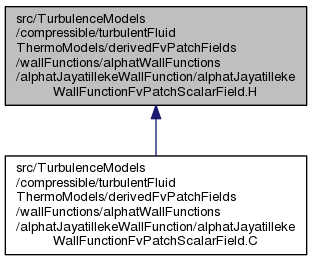 src/TurbulenceModels
/compressible/turbulentFluid
ThermoModels/derivedFvPatchFields
/wallFunctions/alphatWallFunctions
/alphatJayatillekeWallFunction/alphatJayatilleke
WallFunctionFvPatchScalarField.H
src/TurbulenceModels
/compressible/turbulentFluid
ThermoModels/derivedFvPatchFields
/wallFunctions/alphatWallFunctions
/alphatJayatillekeWallFunction/alphatJayatilleke
WallFunctionFvPatchScalarField.C